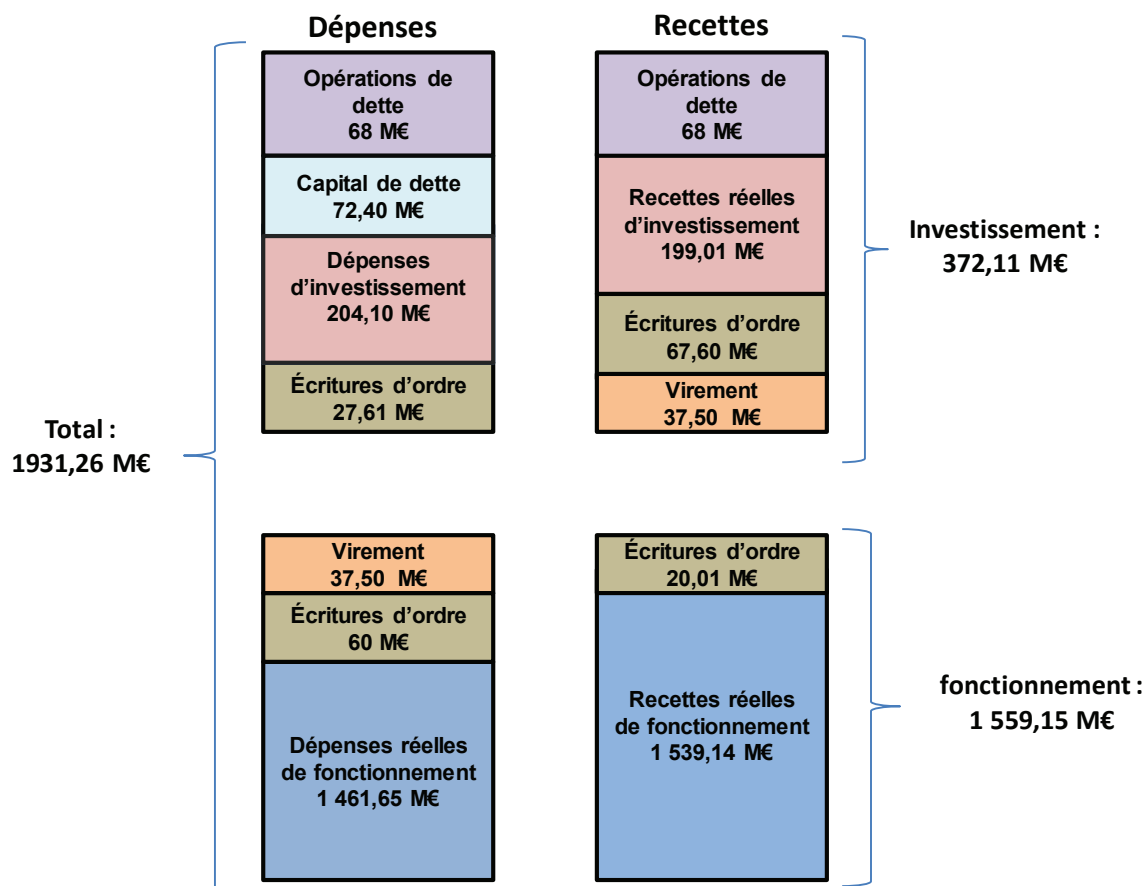 Dépenses
Recettes
Opérations de
dette
68 M€
Capital de dette
72,40 M€
Dépenses
d’investissement
204,10 M€
Écritures d’ordre
27,61 M€
Opérations de
dette
68 M€
Recettes réelles
d’investissement
199,01 M€
Écritures d’ordre
67,60 M€
Virement
37,50 M€
Investissement :
372,11 M€
Total :
1931,26 M€
Virement
37,50 M€
Écritures d’ordre
60 M€
Dépenses réelles
de fonctionnement
1 461,65 M€
Écritures d’ordre
20,01 M€
Recettes réelles
de fonctionnement
1 539,14 M€
fonctionnement :
1 559,15 M€